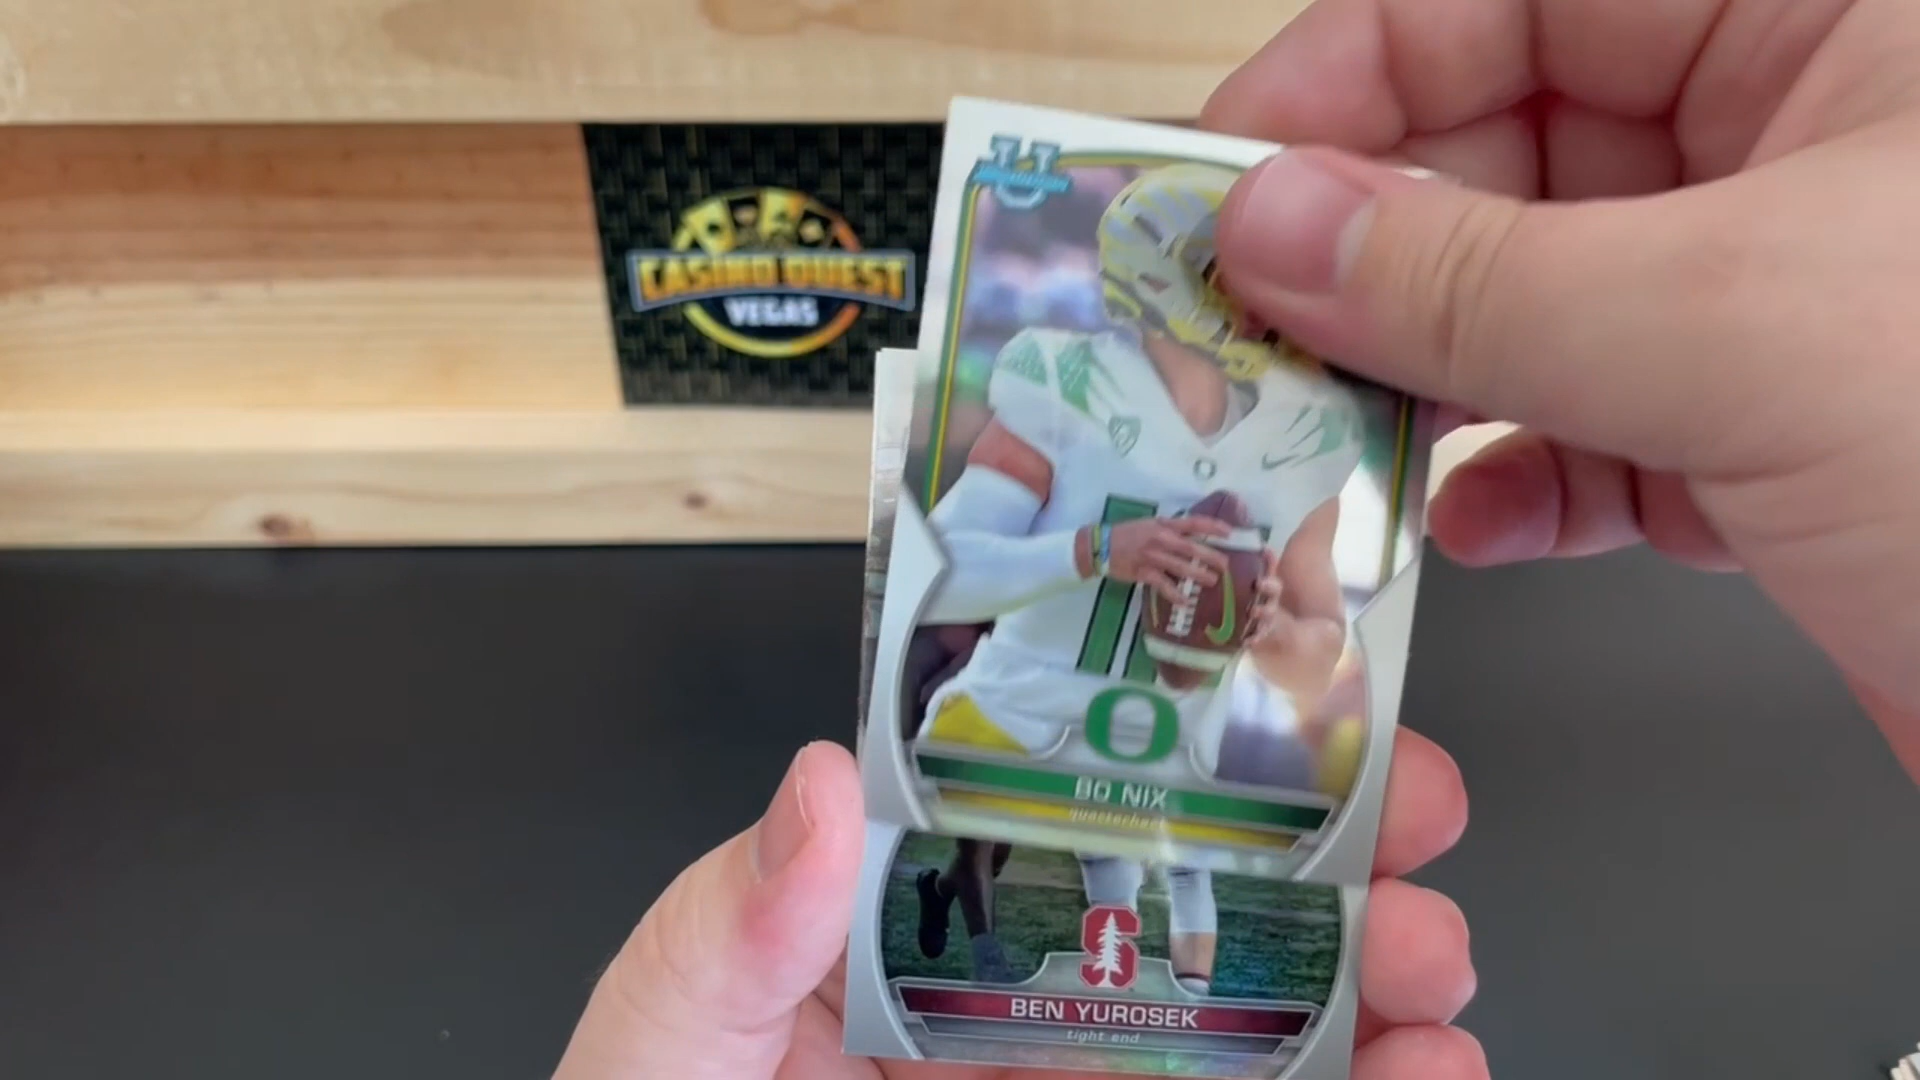 CASINO QUEST
VEGAS
U
O
BO NIX
quarterback
S
BEN YUROSEK
tight end